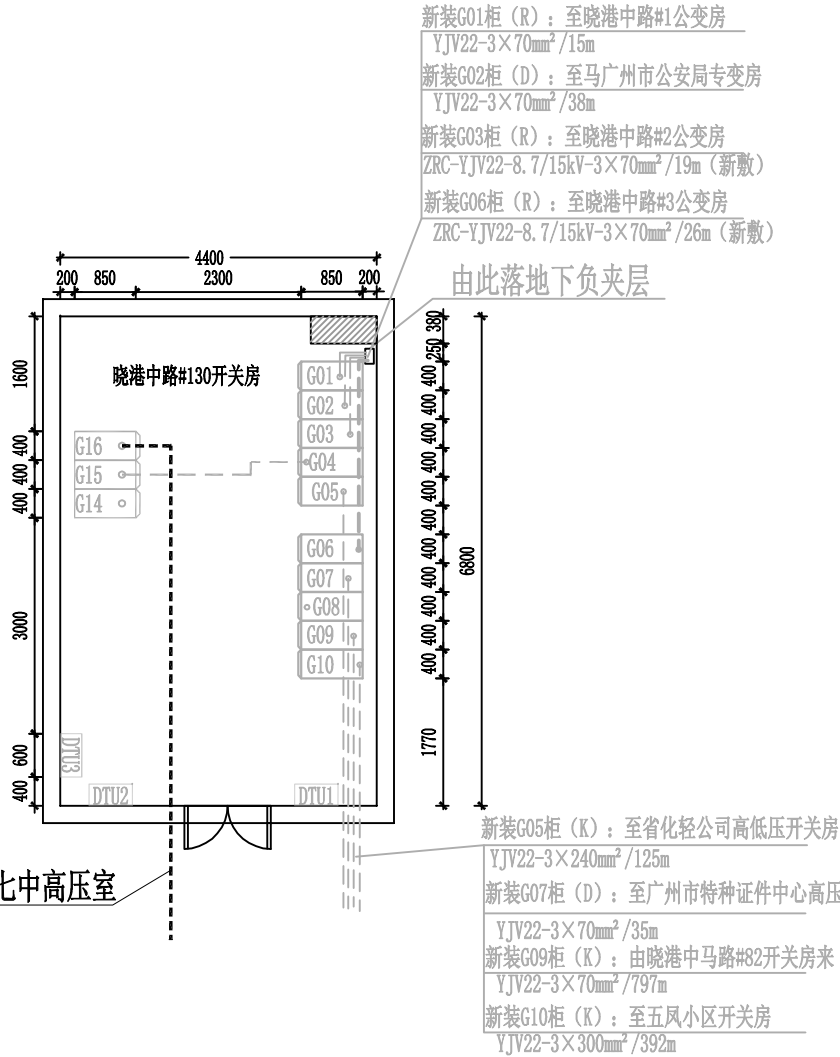 新装G01柜（R）：至晓港中路#1公变房
YJV22-3×70mm²/15m
新装G02柜（D）：至马广州市公安局专变房
YJV22-3×70mm²/38m
新装G03柜（R）：至晓港中路#2公变房
ZRC-YJV22-8.7/15kV-3×70mm²/19m（新敷）
新装G06柜（R）：至晓港中路#3公变房
ZRC-YJV22-8.7/15kV-3×70mm²/26m（新敷）
4400
200 850 2300 850 200
由此落地下负夹层
380
250
400
400
400
400
400
400
400
400
400
400
400
1770
6800
1600
400
400
400
3000
600
400
晓港中路#130开关房
G01
G02
G03
G04
G05
G06
G07
G08
G09
G10
G16
G15
G14
DTU3
DTU2
DTU1
七中高压室
新装G05柜（K）：至省化轻公司高低压开关房
YJV22-3×240mm²/125m
新装G07柜（D）：至广州市特种证件中心高压
YJV22-3×70mm²/35m
新装G09柜（K）：由晓港中马路#82开关房来
YJV22-3×70mm²/797m
新装G10柜（K）：至五凤小区开关房
YJV22-3×300mm²/392m